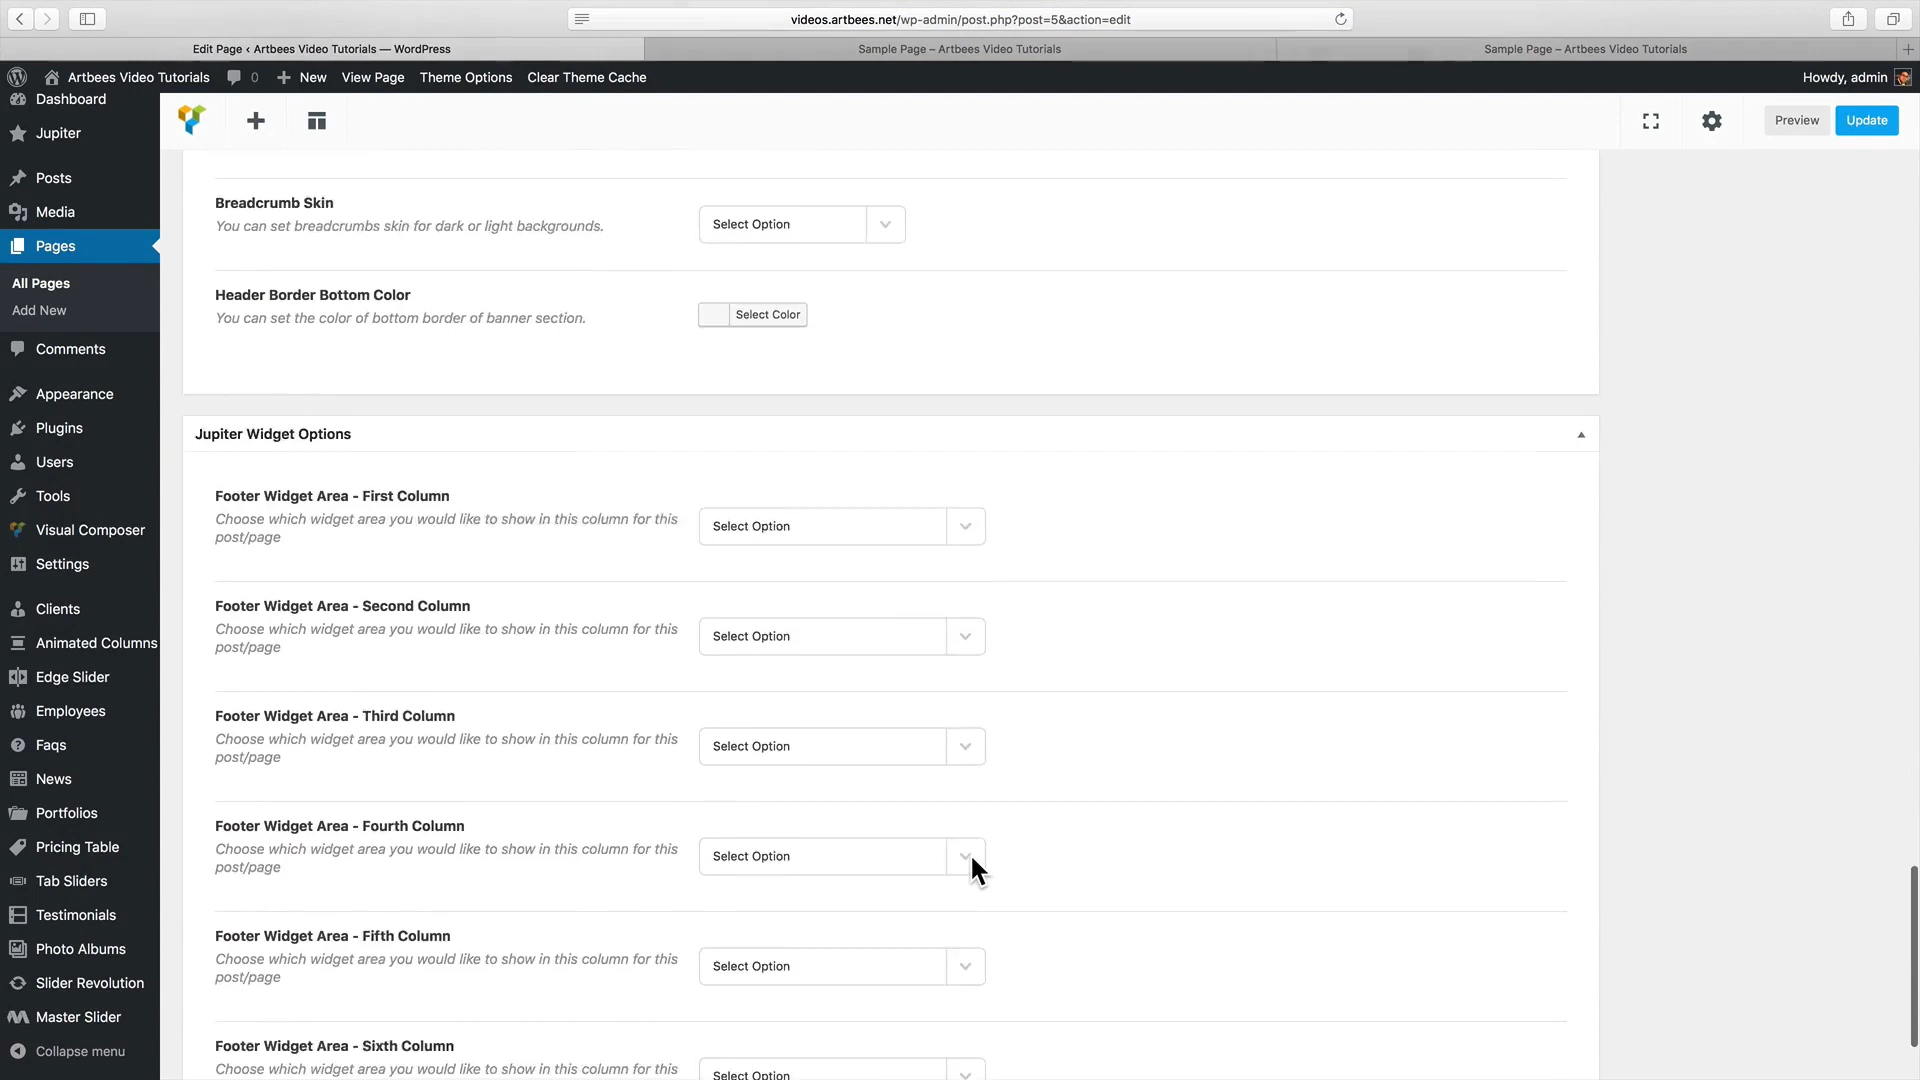 videos.artbees.net/wp-admin/post.php?post=5&action=edit
Edit Page ‹ Artbees Video Tutorials — WordPress
Sample Page – Artbees Video Tutorials
Sample Page – Artbees Video Tutorials
Artbees Video Tutorials
0
New
View Page
Theme Options
Clear Theme Cache
Howdy, admin
Dashboard
Jupiter
Posts
Media
Pages
All Pages
Add New
Comments
Appearance
Plugins
Users
Tools
Visual Composer
Settings
Clients
Animated Columns
Edge Slider
Employees
Faqs
News
Portfolios
Pricing Table
Tab Sliders
Testimonials
Photo Albums
Slider Revolution
Master Slider
Collapse menu
Preview
Update
Breadcrumb Skin
You can set breadcrumbs skin for dark or light backgrounds.
Select Option
Header Border Bottom Color
You can set the color of bottom border of banner section.
Select Color
Jupiter Widget Options
Footer Widget Area - First Column
Choose which widget area you would like to show in this column for this
post/page
Select Option
Footer Widget Area - Second Column
Choose which widget area you would like to show in this column for this
post/page
Select Option
Footer Widget Area - Third Column
Choose which widget area you would like to show in this column for this
post/page
Select Option
Footer Widget Area - Fourth Column
Choose which widget area you would like to show in this column for this
post/page
Select Option
Footer Widget Area - Fifth Column
Choose which widget area you would like to show in this column for this
post/page
Select Option
Footer Widget Area - Sixth Column
Choose which widget area you would like to show in this column for this
Select Option